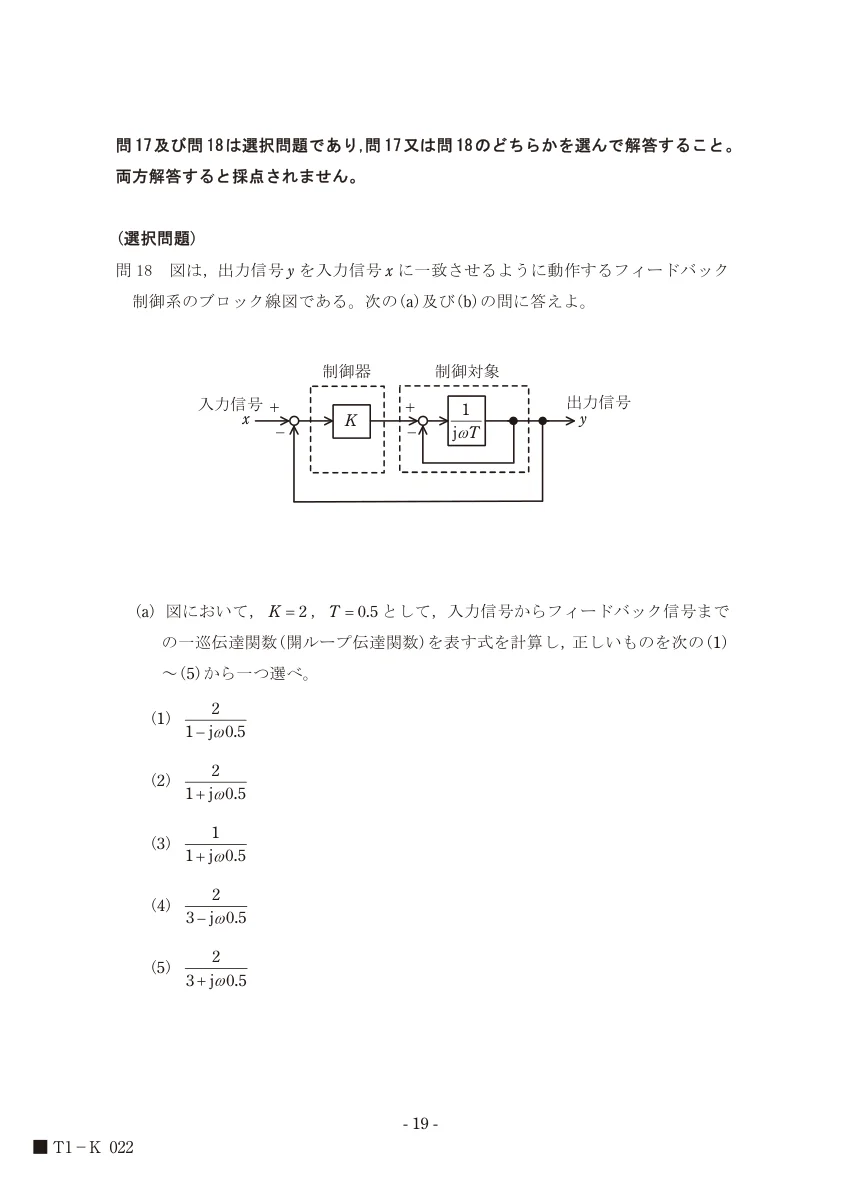 問17及び問18は選択問題であり,問17又は問18のどちらかを選んで解答すること。
両方解答すると採点されません。
(選択問題)
問18 図は，出力信号 y を入力信号 x に一致させるように動作するフィードバック
制御系のブロック線図である。次の(a)及び(b)の問に答えよ。
制御器
制御対象
入力信号
x
+
−
K
+
−
1
jωT
出力信号
y
(a) 図において， K = 2 ， T = 0.5 として，入力信号からフィードバック信号まで
の一巡伝達関数(開ループ伝達関数)を表す式を計算し，正しいものを次の(1)
～(5)から一つ選べ。
(1) 2
1− jω0.5
(2) 2
1+ jω0.5
(3) 1
1+ jω0.5
(4) 2
3− jω0.5
(5) 2
3+ jω0.5
- 19 -
■ T1−K 022